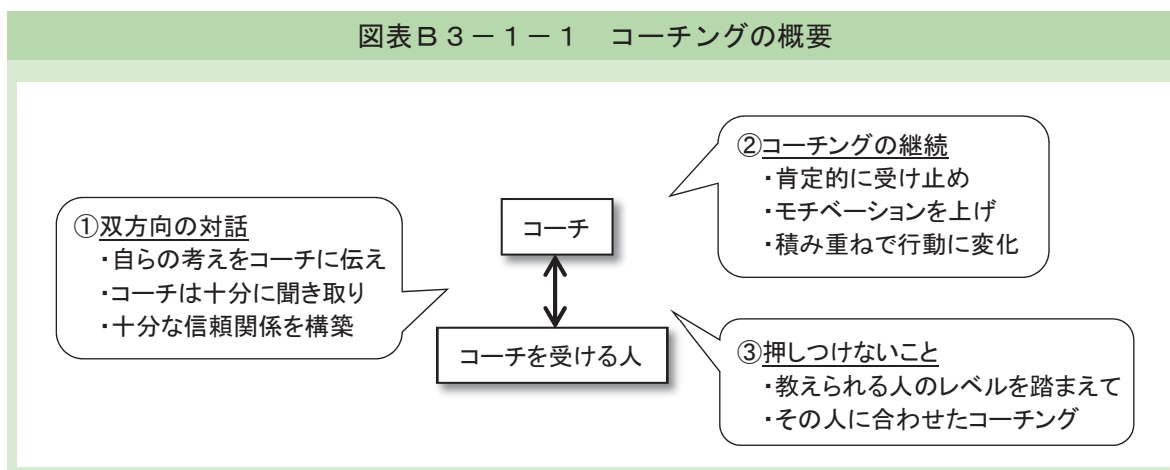 図表B3-1-1 コーチングの概要
①双方向の対話
・自らの考えをコーチに伝え
・コーチは十分に聞き取り
・十分な信頼関係を構築
コーチ
コーチを受ける人
②コーチングの継続
・肯定的に受け止め
・モチベーションを上げ
・積み重ねで行動に変化
③押しつけないこと
・教えられる人のレベルを踏まえて
・その人に合わせたコーチング